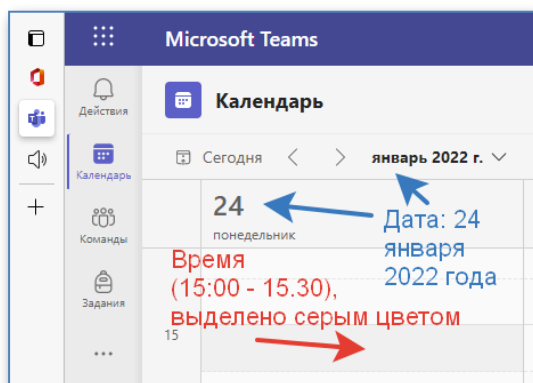 Microsoft Teams
Действия
Календарь
Сегодня
январь 2022 г.
Календарь
24
понедельник
Дата: 24
января
2022 года
Команды
Время
(15:00 - 15.30),
выделено серым цветом
Задания
15